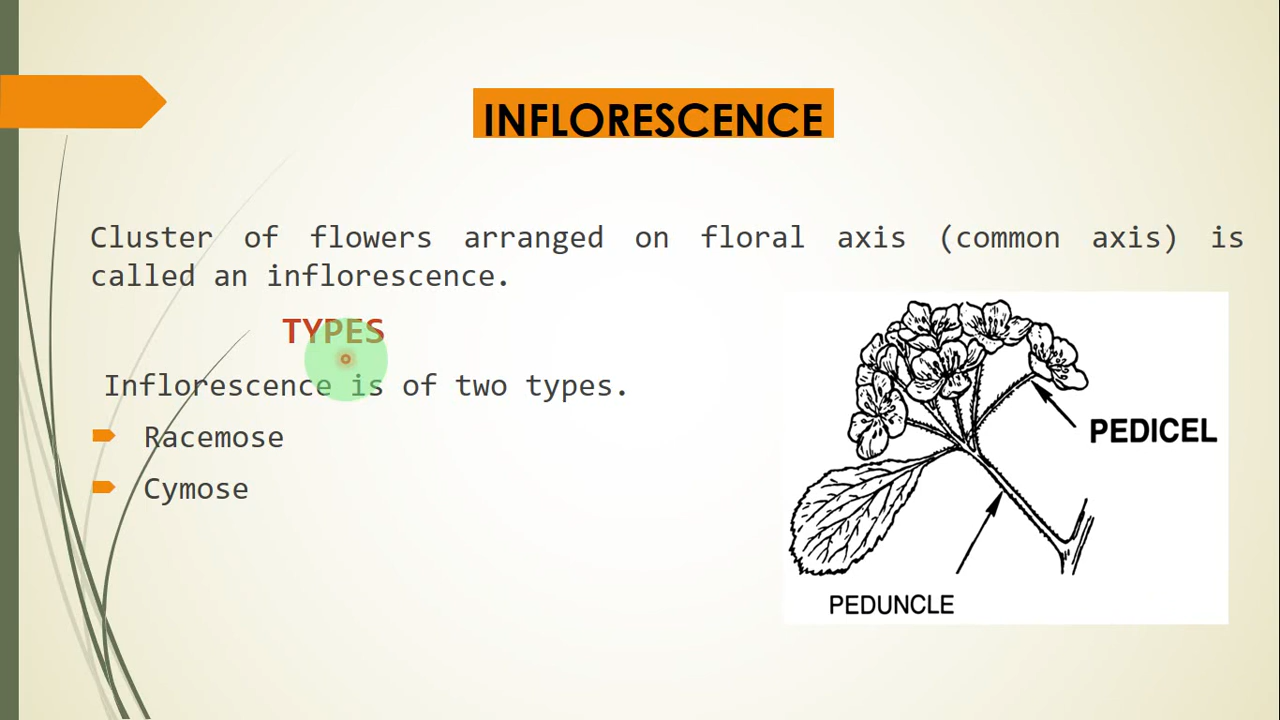 INFLORESCENCE
Cluster of flowers arranged on floral axis (common axis) is
called an inflorescence.
TYPES
Inflorescence is of two types.
Racemose
Cymose
PEDICEL
PEDUNCLE